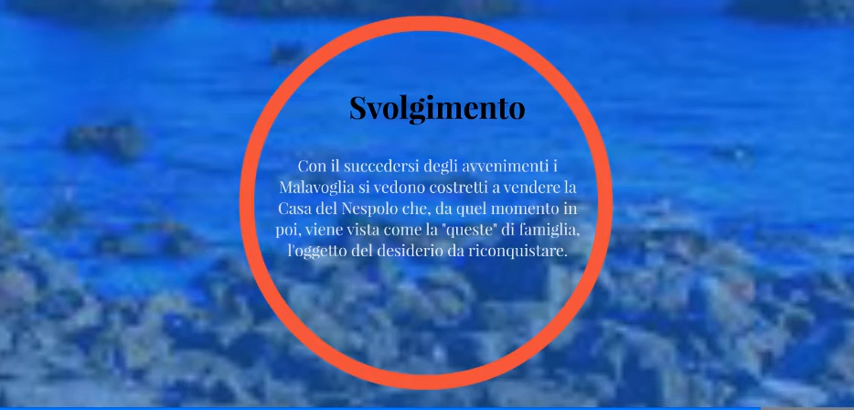 Svolgimento
Con il succedersi degli avvenimenti i
Malavoglia si vedono costretti a vendere la
Casa del Nespolo che, da quel momento in
poi, viene vista come la "queste" di famiglia,
l'oggetto del desiderio da riconquistare.